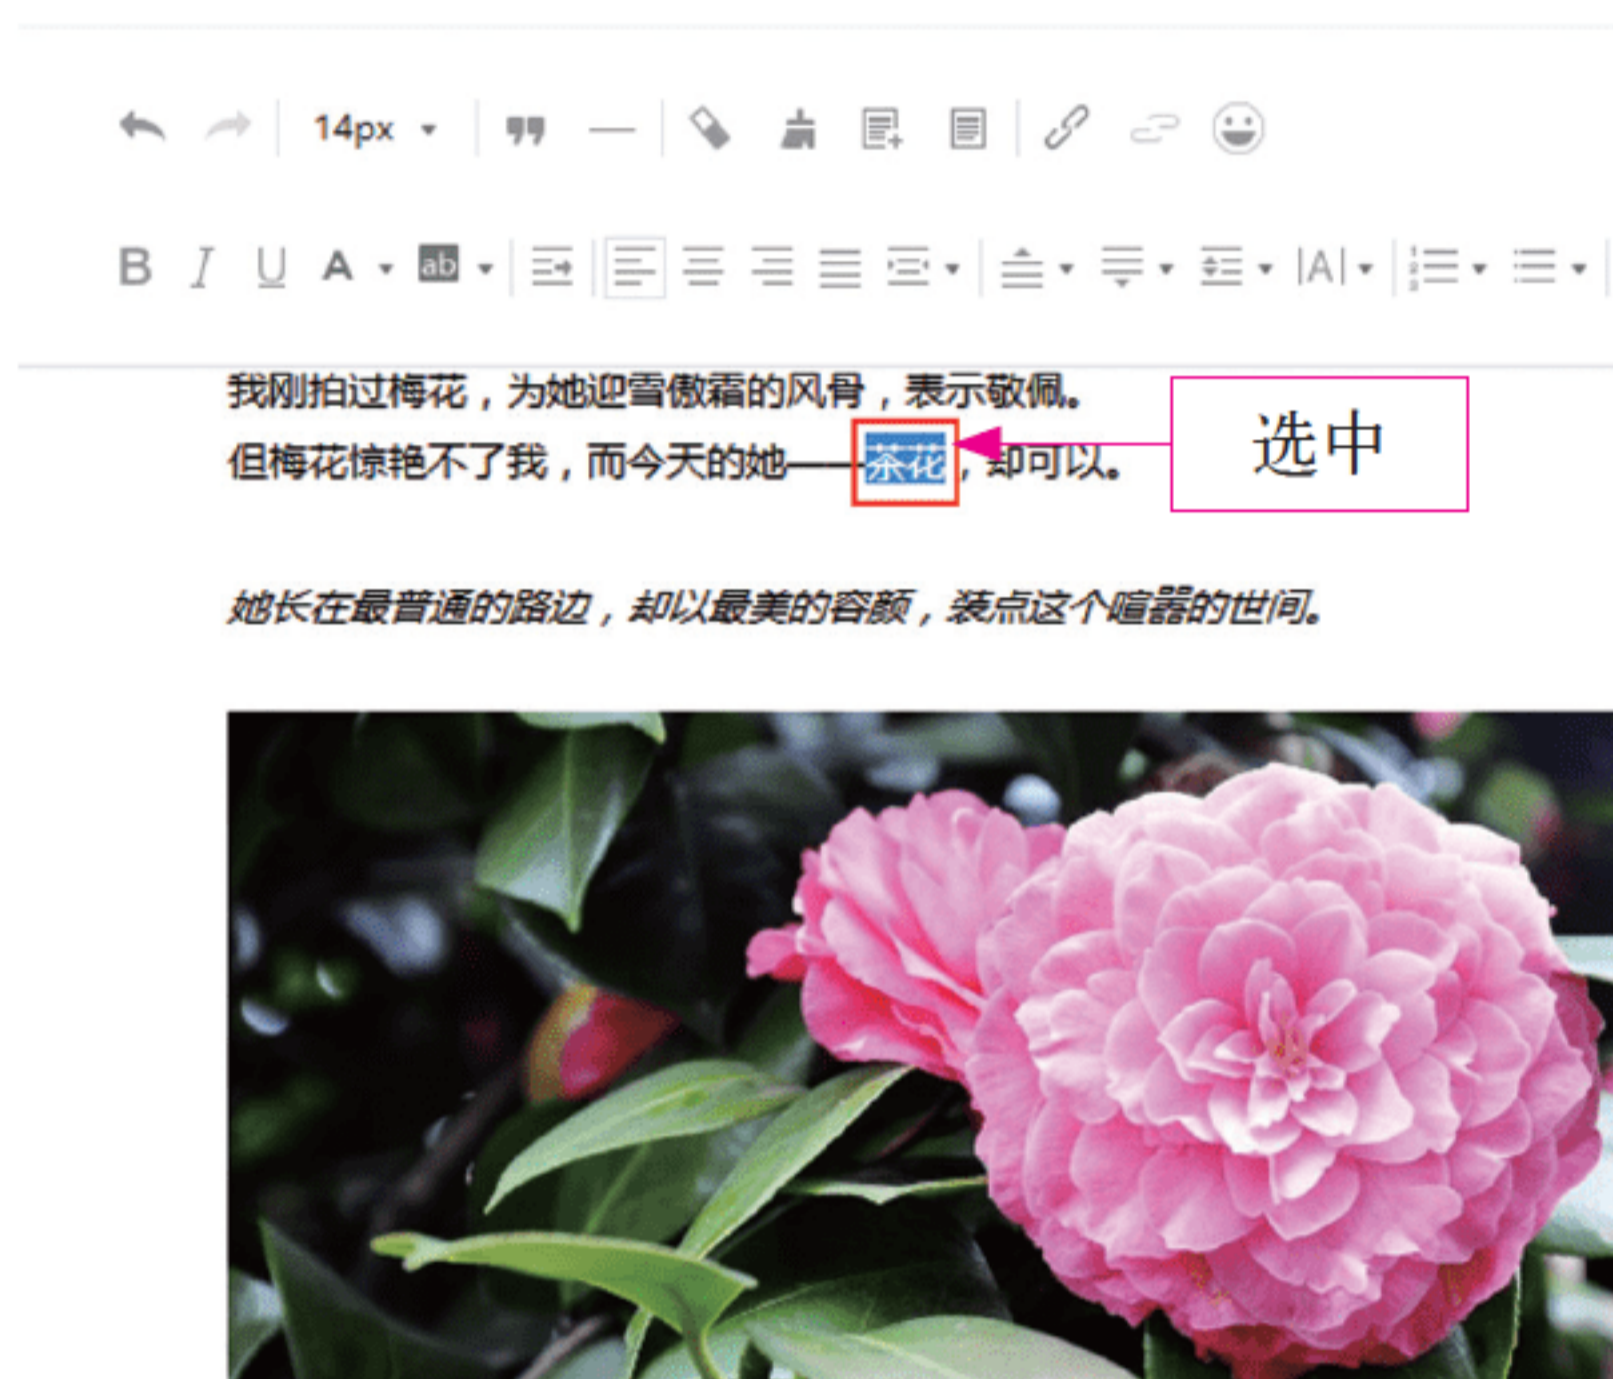 14px
B I U A ab |A|
我刚拍过梅花，为她迎雪傲霜的风骨，表示敬佩。
但梅花惊艳不了我，而今天的她——茶花，却可以。
选中
她长在最普通的路边，却以最美的容颜，装点这个喧嚣的世间。